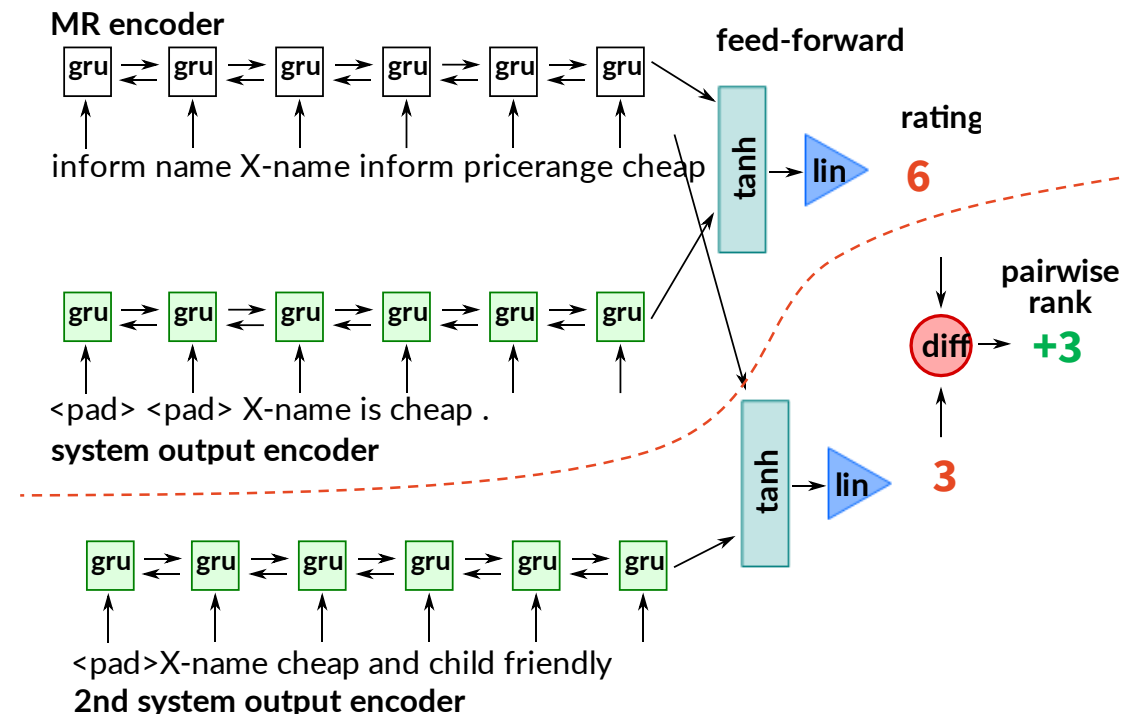 MR encoder
gru gru gru gru gru gru
inform name X-name inform pricerange cheap
feed-forward
tanh
lin
rating
6
gru gru gru gru gru gru
<pad> <pad> X-name is cheap .
system output encoder
pairwise
rank
diff
+3
tanh
lin
3
gru gru gru gru gru gru
<pad>X-name cheap and child friendly
2nd system output encoder